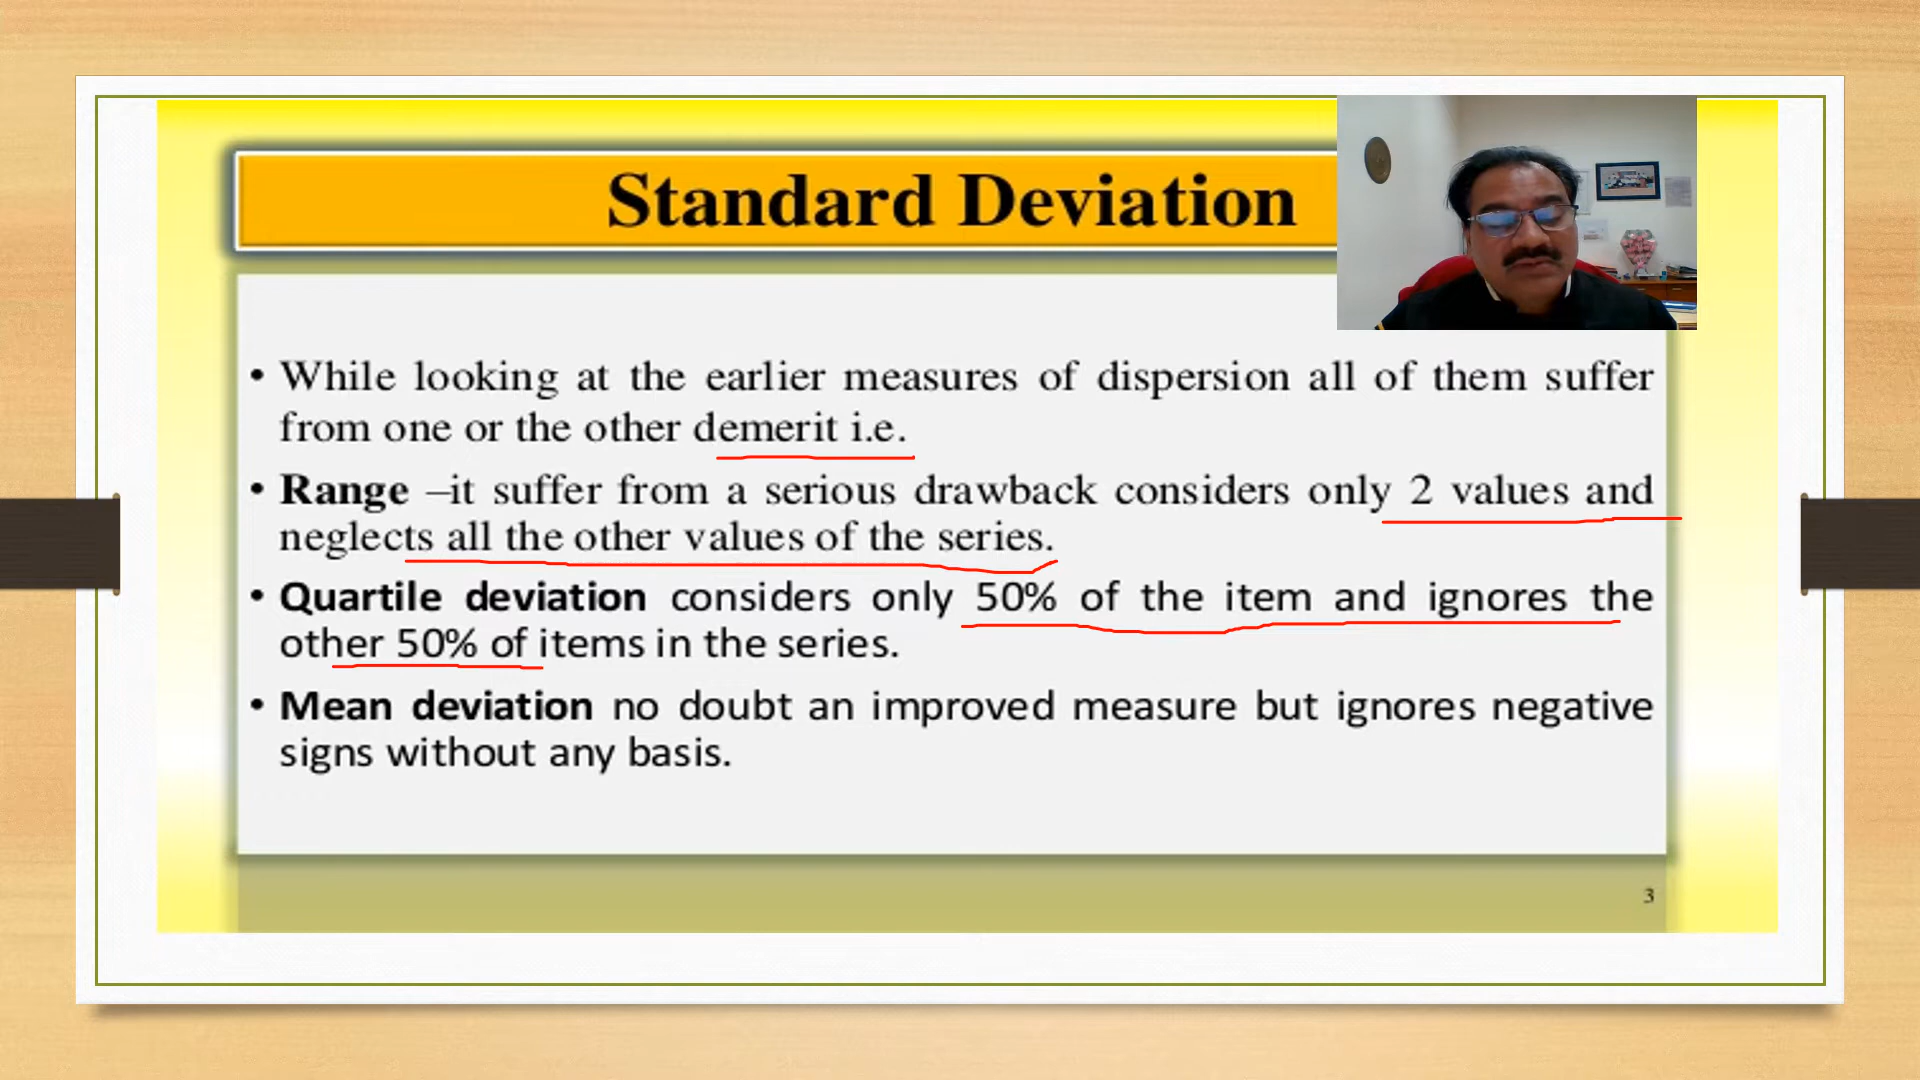 Standard Deviation
• While looking at the earlier measures of dispersion all of them suffer
from one or the other demerit i.e.
• Range –it suffer from a serious drawback considers only 2 values and
neglects all the other values of the series.
• Quartile deviation considers only 50% of the item and ignores the
other 50% of items in the series.
• Mean deviation no doubt an improved measure but ignores negative
signs without any basis.
3